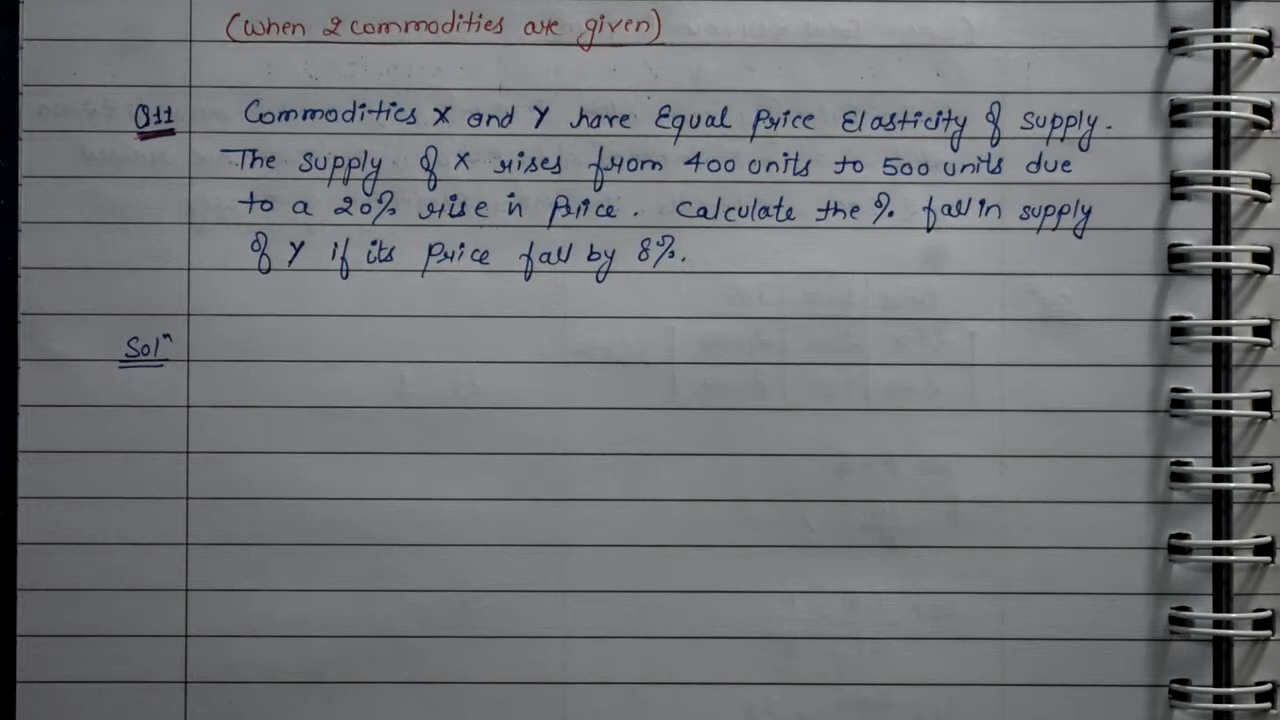 (When 2 commodities are given)
Q11 Commodities X and Y have Equal Price Elasticity of supply.
The supply of X rises from 400 units to 500 units due
to a 20% rise in Price. Calculate the % fall in supply
of Y if its Price fall by 8%.
Solⁿ